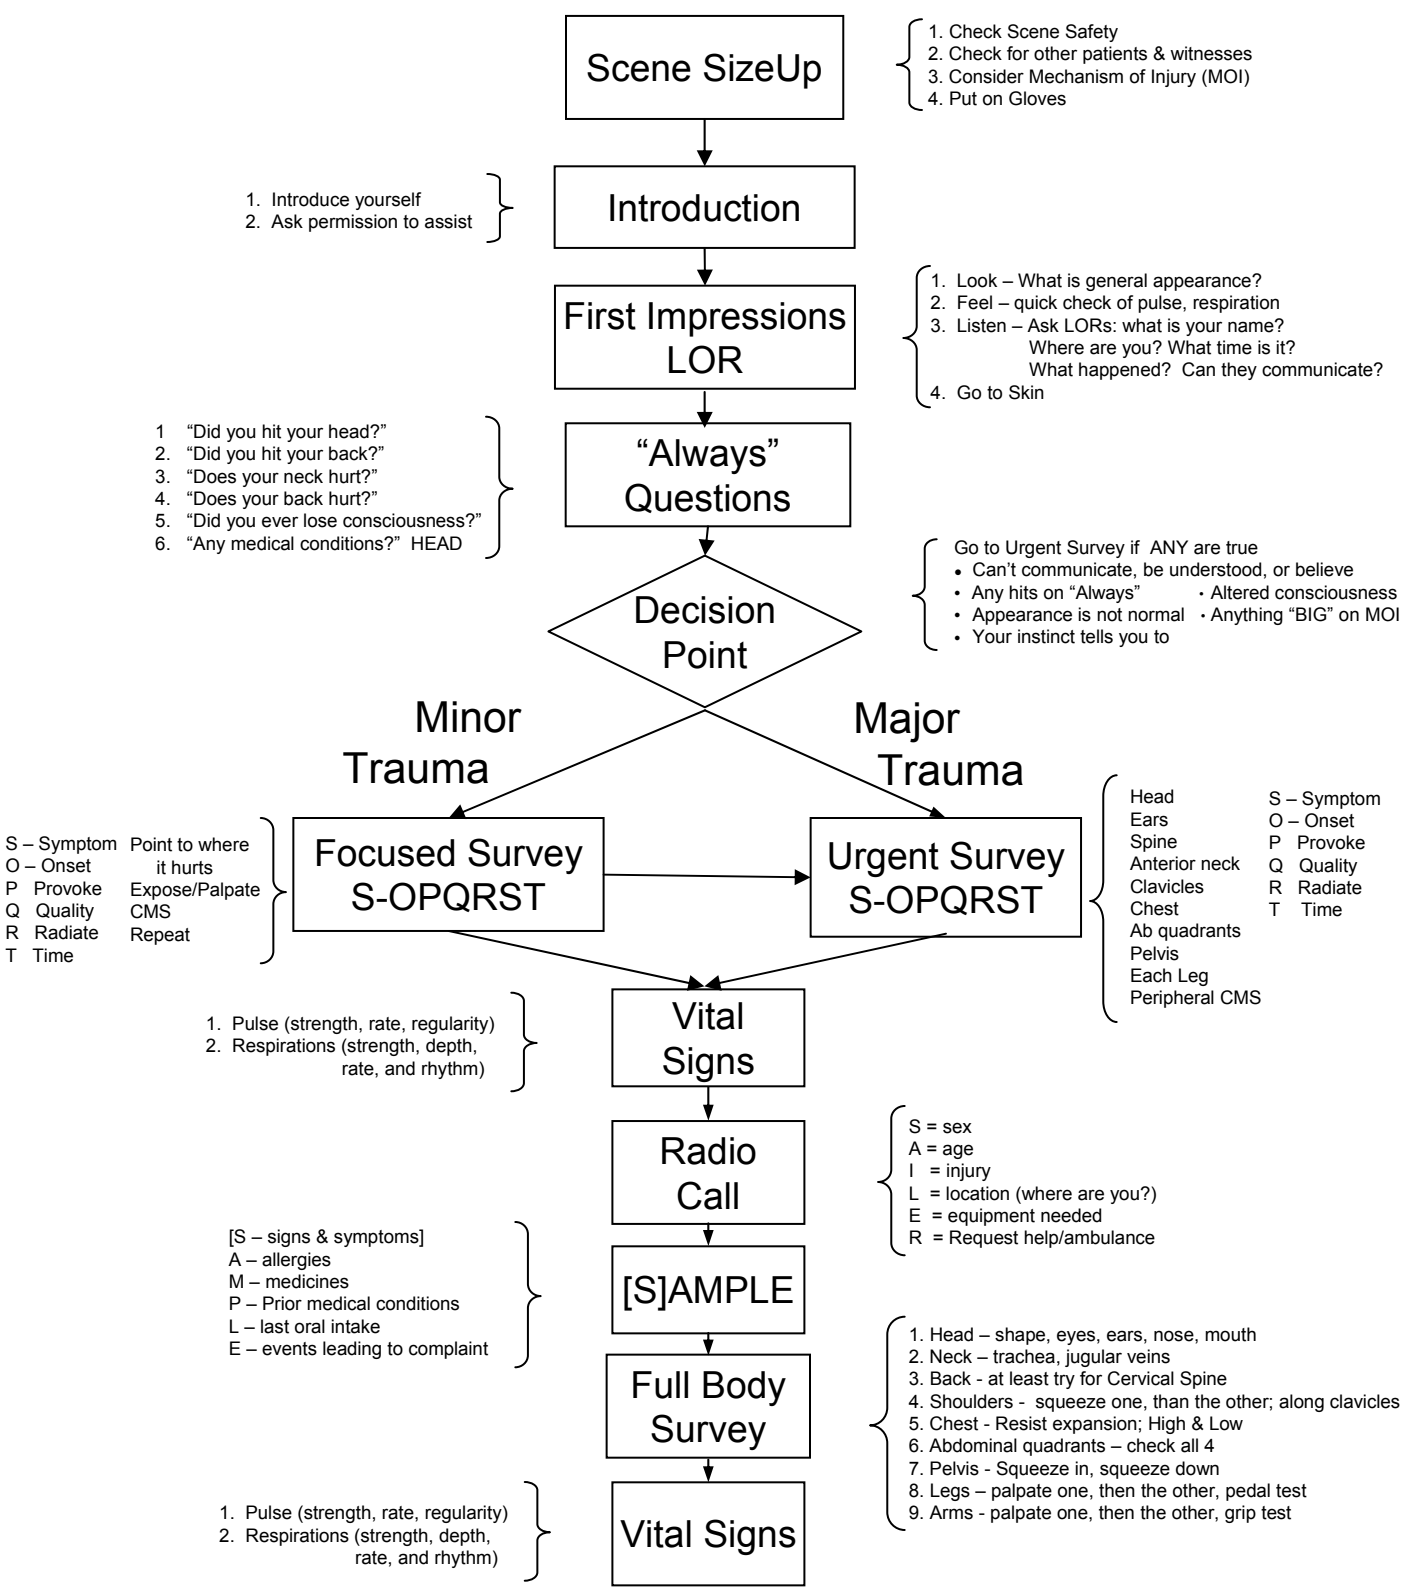 Scene SizeUp
1. Check Scene Safety
2. Check for other patients & witnesses
3. Consider Mechanism of Injury (MOI)
4. Put on Gloves
1. Introduce yourself
2. Ask permission to assist
Introduction
First Impressions
LOR
1. Look – What is general appearance?
2. Feel – quick check of pulse, respiration
3. Listen – Ask LORs: what is your name?
Where are you? What time is it?
What happened? Can they communicate?
4. Go to Skin
1 “Did you hit your head?”
2. “Did you hit your back?”
3. “Does your neck hurt?”
4. “Does your back hurt?”
5. “Did you ever lose consciousness?”
6. “Any medical conditions?” HEAD
“Always”
Questions
Decision
Point
Go to Urgent Survey if ANY are true
• Can’t communicate, be understood, or believe
• Any hits on “Always” • Altered consciousness
• Appearance is not normal • Anything “BIG” on MOI
• Your instinct tells you to
Minor
Trauma
Major
Trauma
S – Symptom
O – Onset
P Provoke
Q Quality
R Radiate
T Time
Point to where
it hurts
Expose/Palpate
CMS
Repeat
Focused Survey
S-OPQRST
Urgent Survey
S-OPQRST
Head
Ears
Spine
Anterior neck
Clavicles
Chest
Ab quadrants
Pelvis
Each Leg
Peripheral CMS
S – Symptom
O – Onset
P Provoke
Q Quality
R Radiate
T Time
1. Pulse (strength, rate, regularity)
2. Respirations (strength, depth,
rate, and rhythm)
Vital
Signs
Radio
Call
S = sex
A = age
I = injury
L = location (where are you?)
E = equipment needed
R = Request help/ambulance
[S – signs & symptoms]
A – allergies
M – medicines
P – Prior medical conditions
L – last oral intake
E – events leading to complaint
[S]AMPLE
Full Body
Survey
1. Head – shape, eyes, ears, nose, mouth
2. Neck – trachea, jugular veins
3. Back - at least try for Cervical Spine
4. Shoulders - squeeze one, than the other; along clavicles
5. Chest - Resist expansion; High & Low
6. Abdominal quadrants – check all 4
7. Pelvis - Squeeze in, squeeze down
8. Legs – palpate one, then the other, pedal test
9. Arms - palpate one, then the other, grip test
1. Pulse (strength, rate, regularity)
2. Respirations (strength, depth,
rate, and rhythm)
Vital Signs